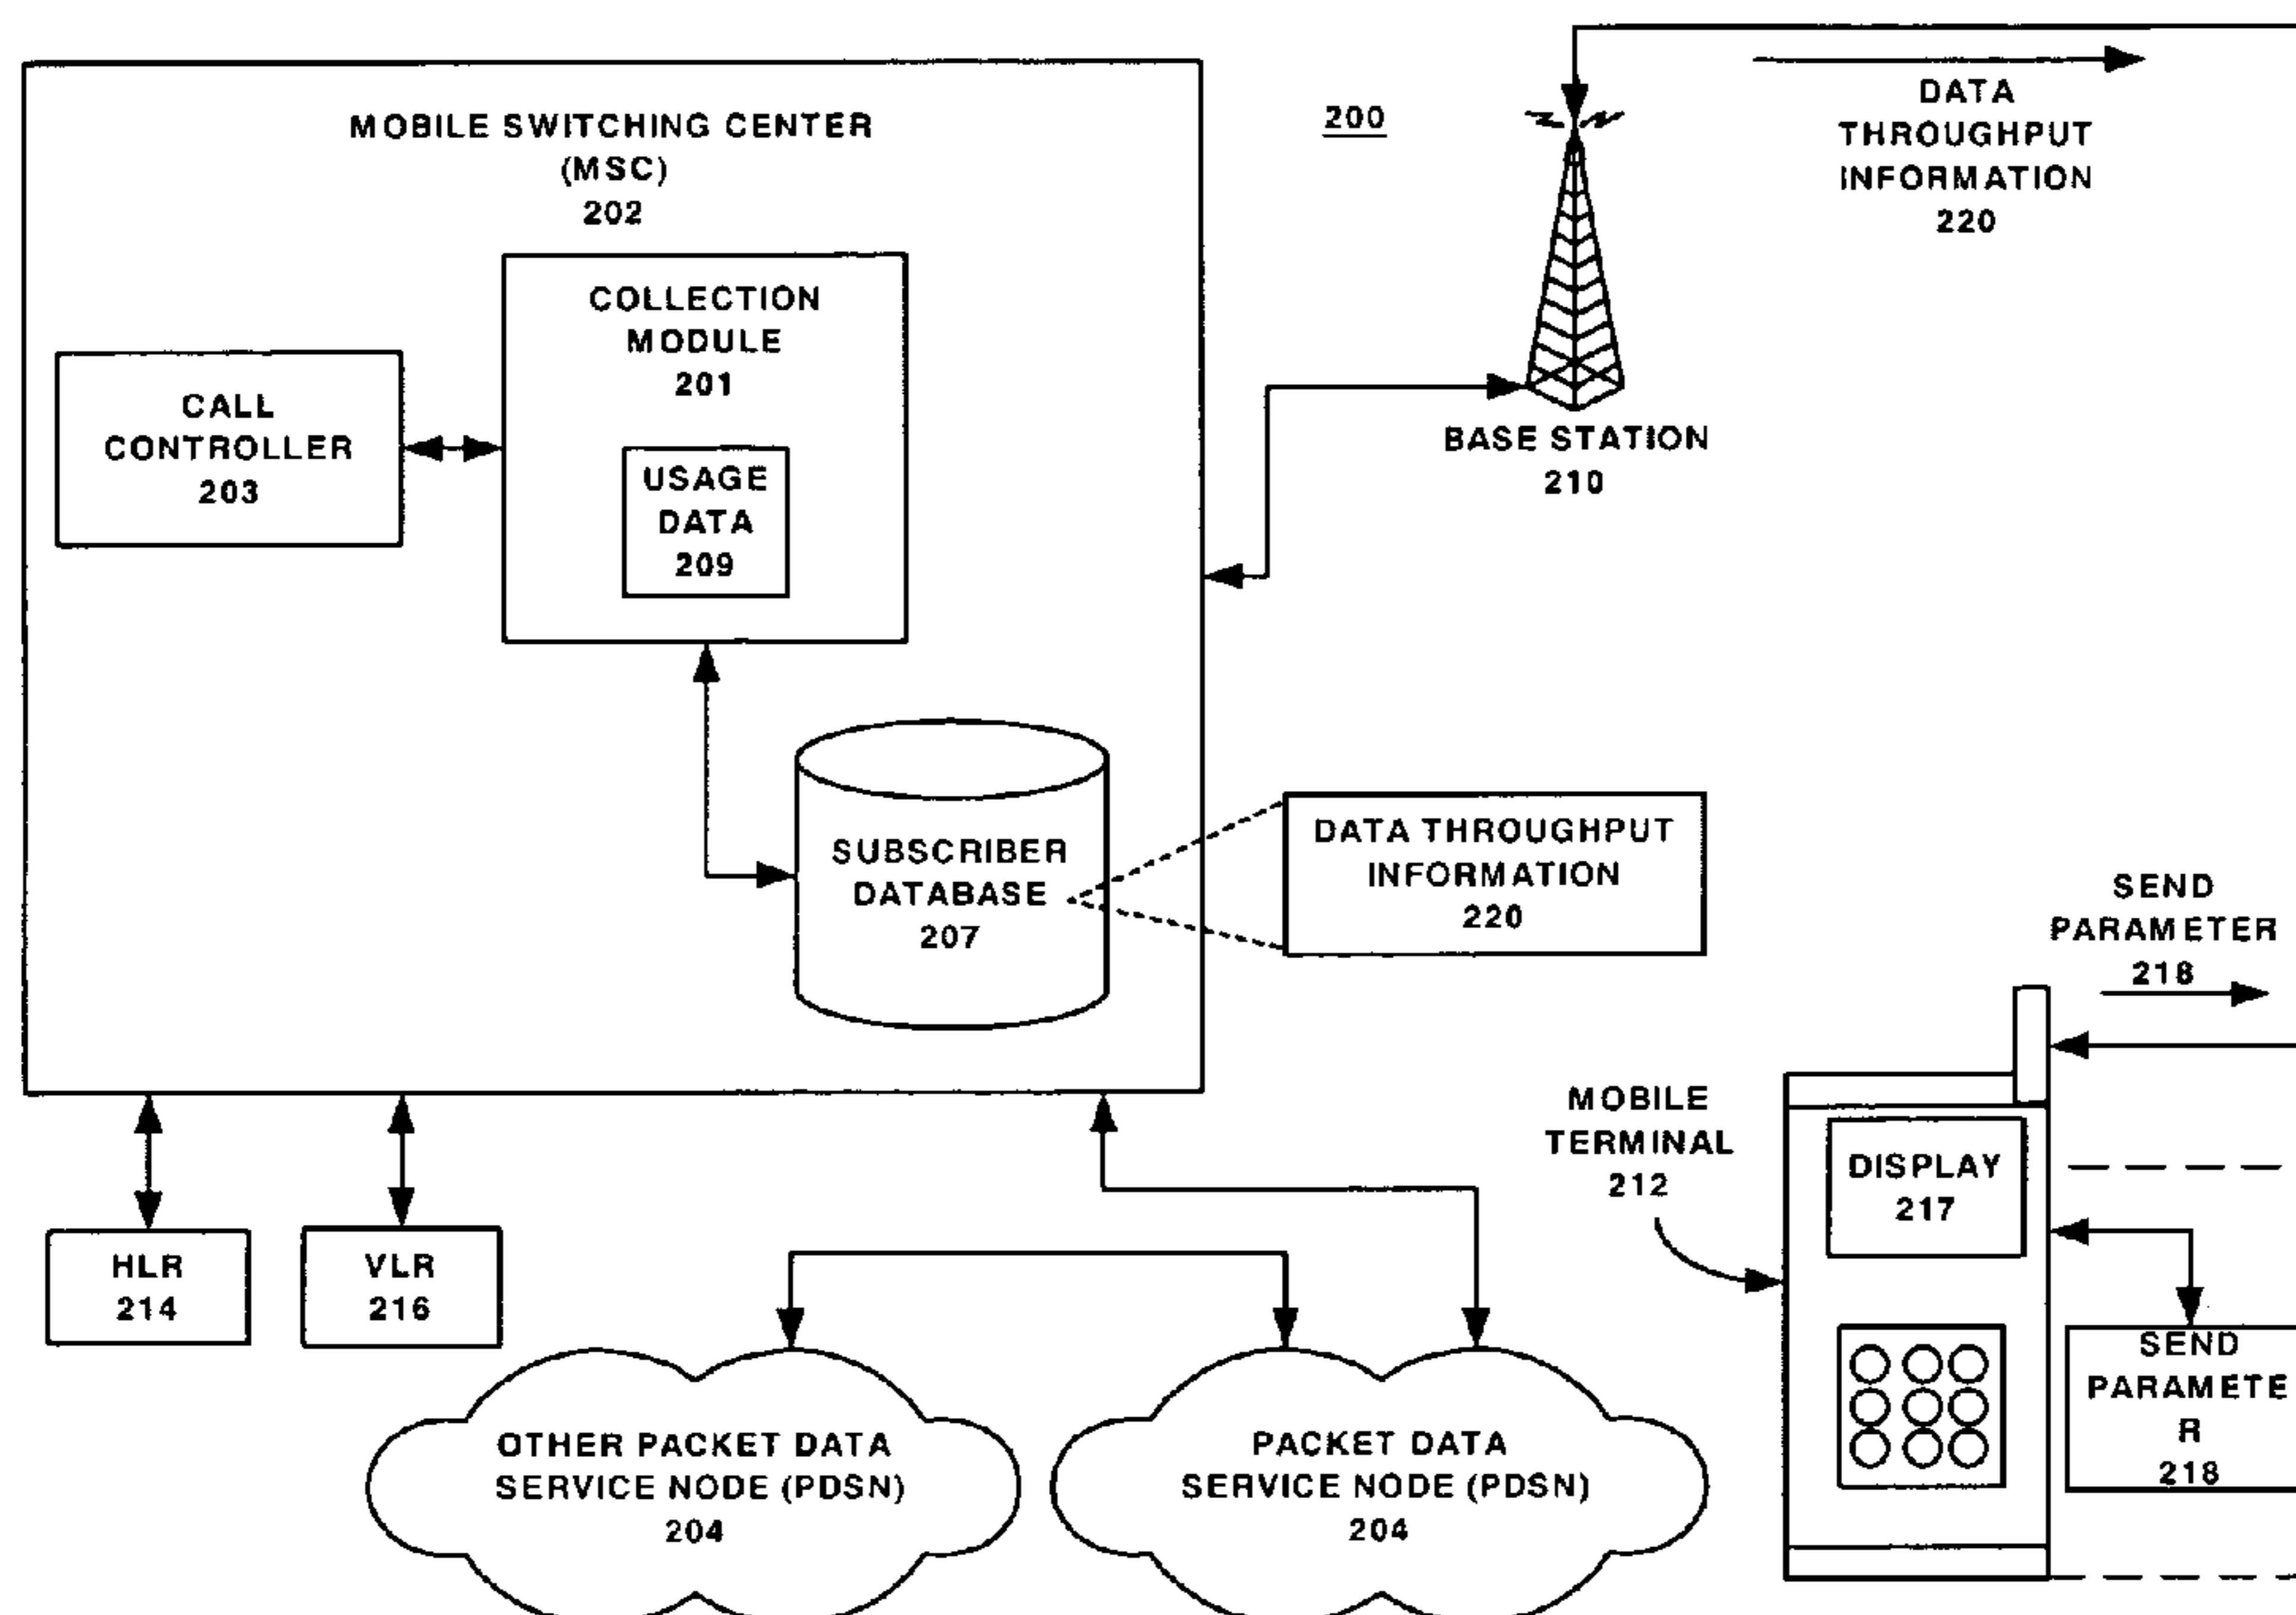 MOBILE SWITCHING CENTER
(MSC)
202
COLLECTION
MODULE
201
CALL
CONTROLLER
203
USAGE
DATA
209
SUBSCRIBER
DATABASE
207
200
DATA
THROUGHPUT
INFORMATION
220
BASE STATION
210
DATA THROUGHPUT
INFORMATION
220
SEND
PARAMETER
218
MOBILE
TERMINAL
212
DISPLAY
217
SEND
PARAMETE
R
218
HLR
214
VLR
216
OTHER PACKET DATA
SERVICE NODE (PDSN)
204
PACKET DATA
SERVICE NODE (PDSN)
204